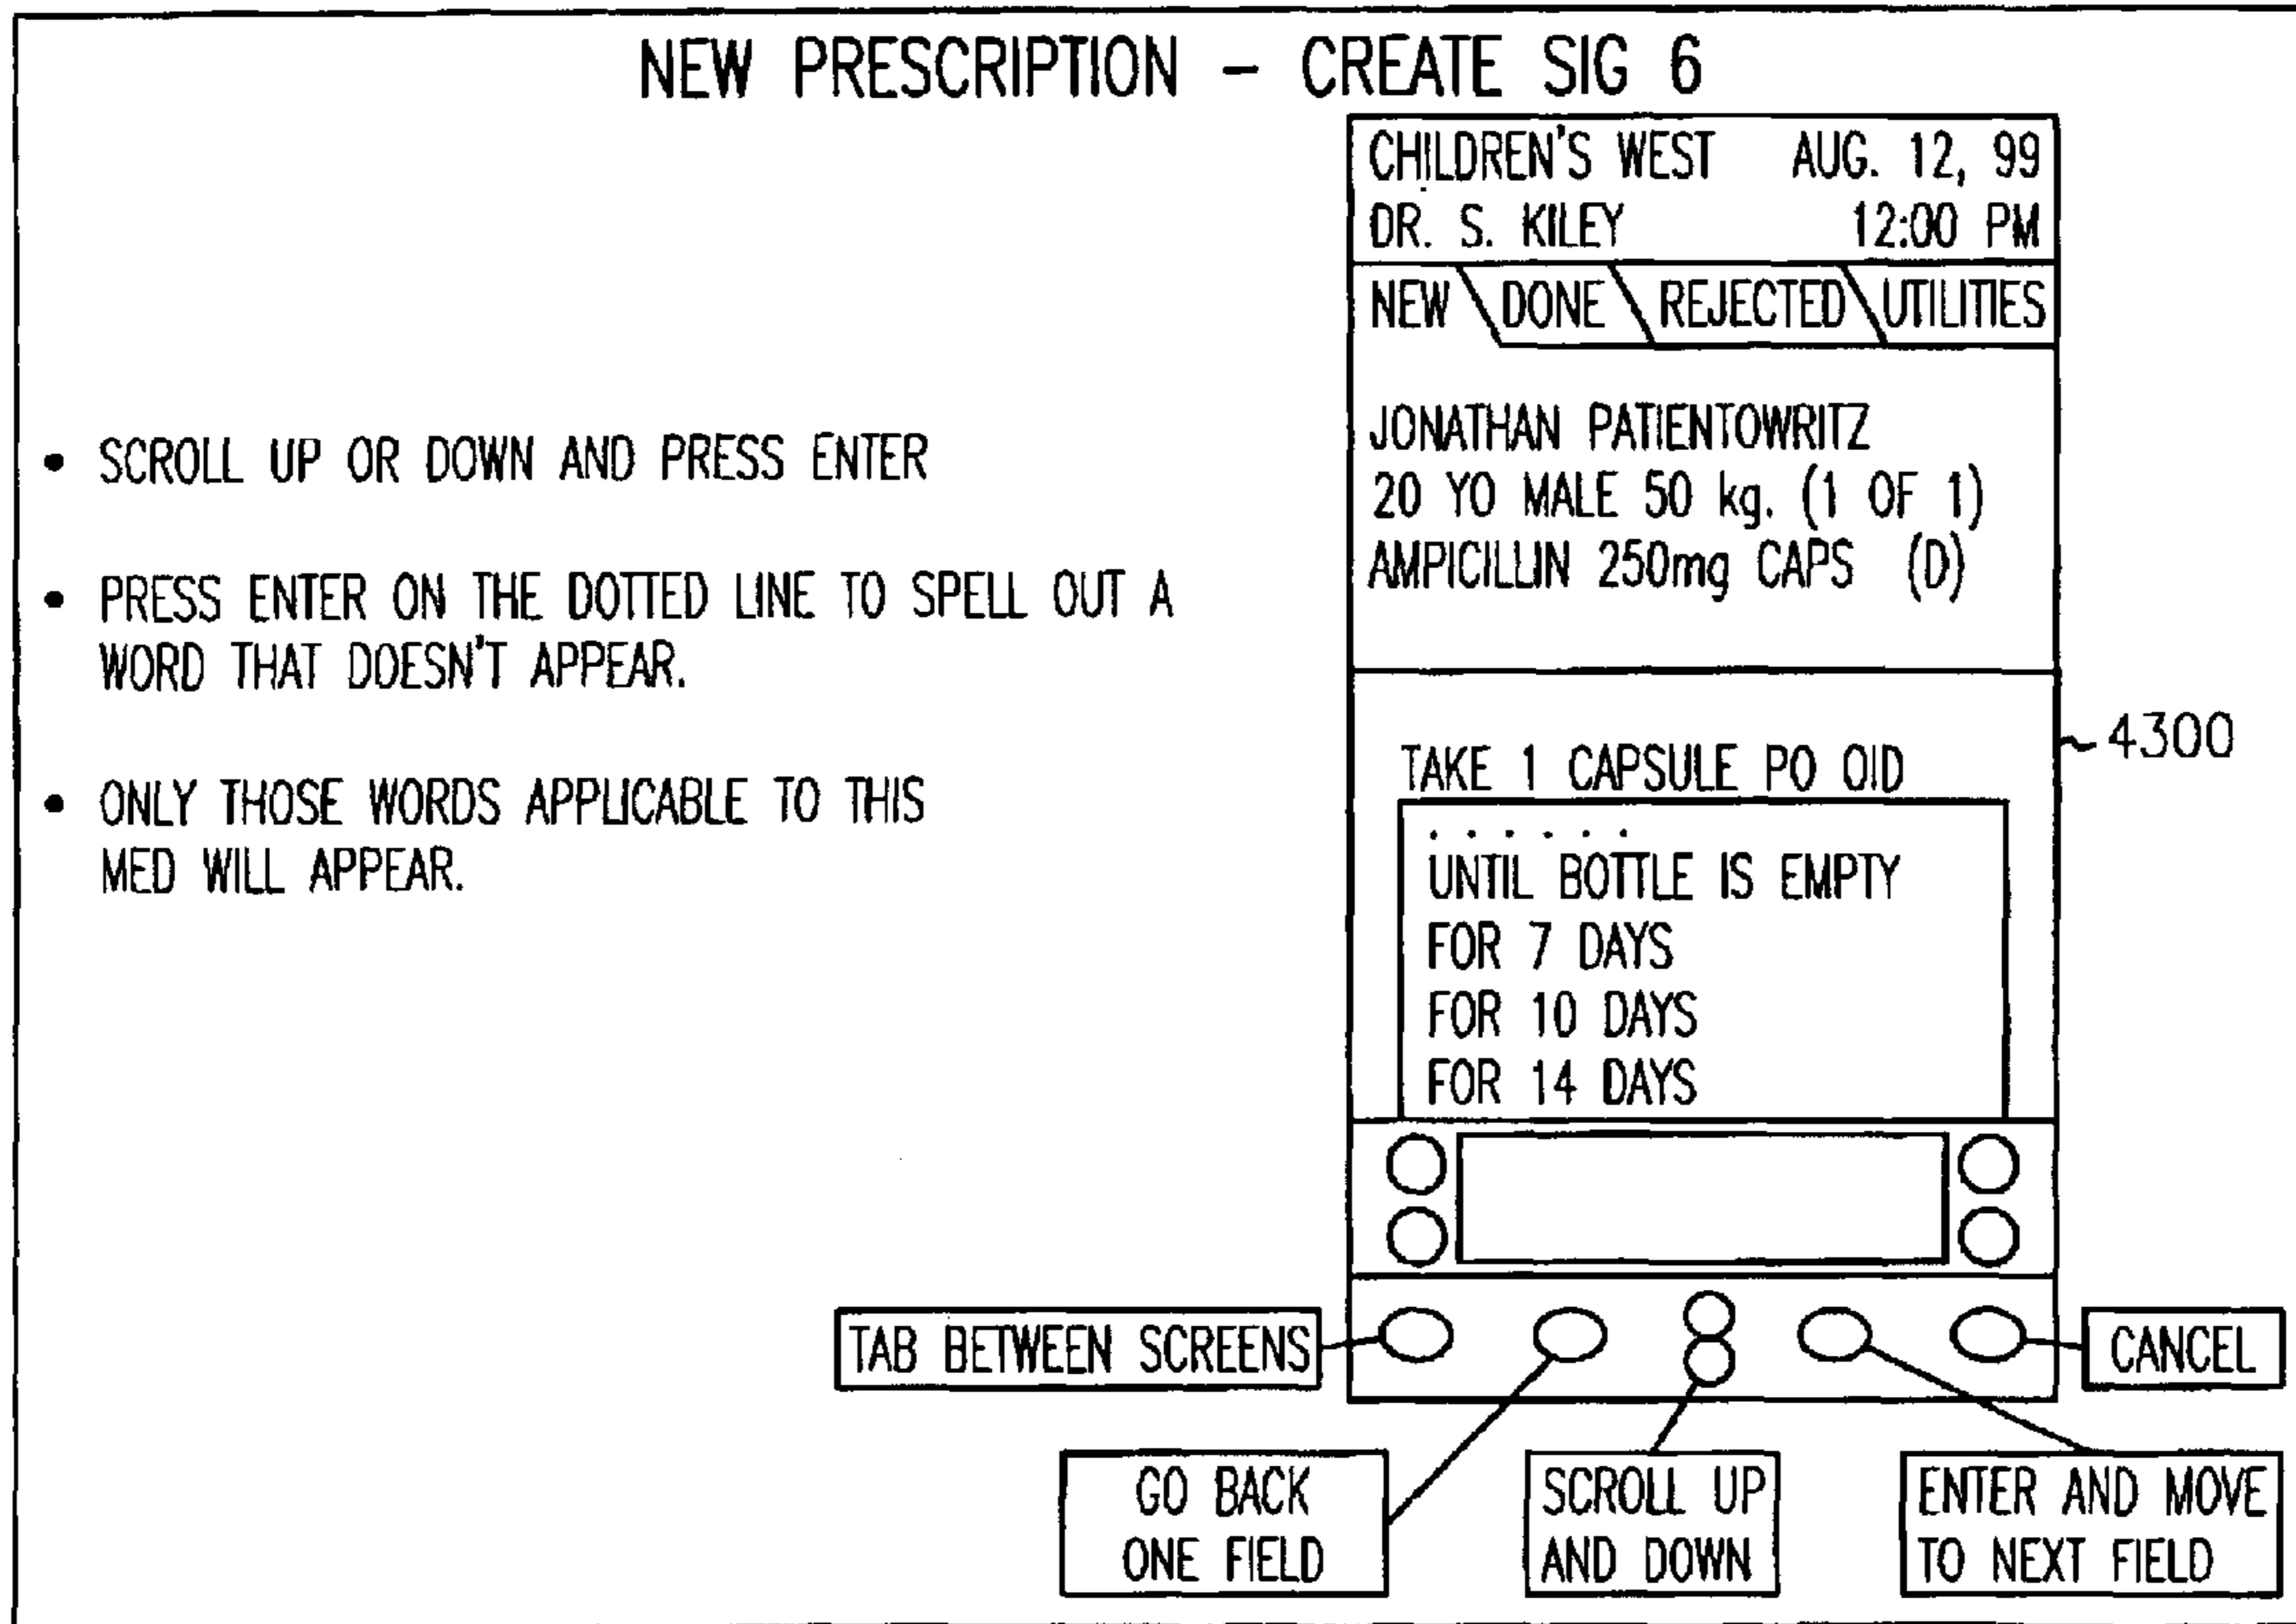 NEW PRESCRIPTION – CREATE SIG 6
CHILDREN'S WEST AUG. 12, 99
DR. S. KILEY 12:00 PM
NEW DONE REJECTED UTILITIES
JONATHAN PATIENTOWRITZ
20 YO MALE 50 kg. (1 OF 1)
AMPICILLIN 250mg CAPS (D)
• SCROLL UP OR DOWN AND PRESS ENTER
• PRESS ENTER ON THE DOTTED LINE TO SPELL OUT A
WORD THAT DOESN'T APPEAR.
• ONLY THOSE WORDS APPLICABLE TO THIS
MED WILL APPEAR.
4300
TAKE 1 CAPSULE PO OID
. . . . . .
UNTIL BOTTLE IS EMPTY
FOR 7 DAYS
FOR 10 DAYS
FOR 14 DAYS
TAB BETWEEN SCREENS
CANCEL
GO BACK
ONE FIELD
SCROLL UP
AND DOWN
ENTER AND MOVE
TO NEXT FIELD